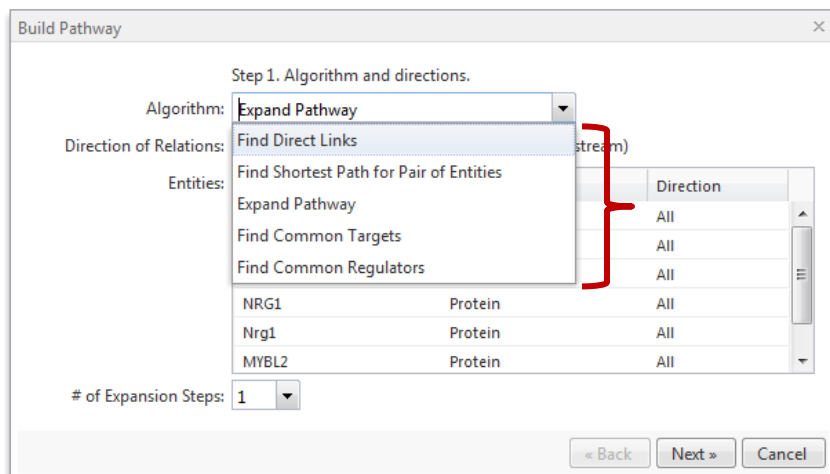 Build Pathway
Step 1. Algorithm and directions.
Algorithm: Expand Pathway
Direction of Relations: stream)
Find Direct Links
Find Shortest Path for Pair of Entities
Expand Pathway
Find Common Targets
Find Common Regulators
Entities: Direction
All
All
All
NRG1 Protein All
Nrg1 Protein All
MYBL2 Protein All
# of Expansion Steps: 1
« Back Next » Cancel